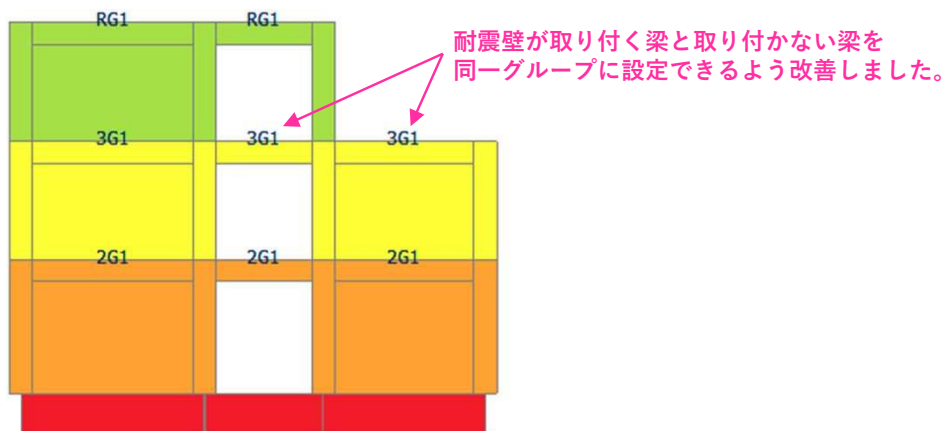 RG1 RG1
耐震壁が取り付く梁と取り付かない梁を
同一グループに設定できるよう改善しました。
3G1 3G1 3G1
2G1 2G1 2G1